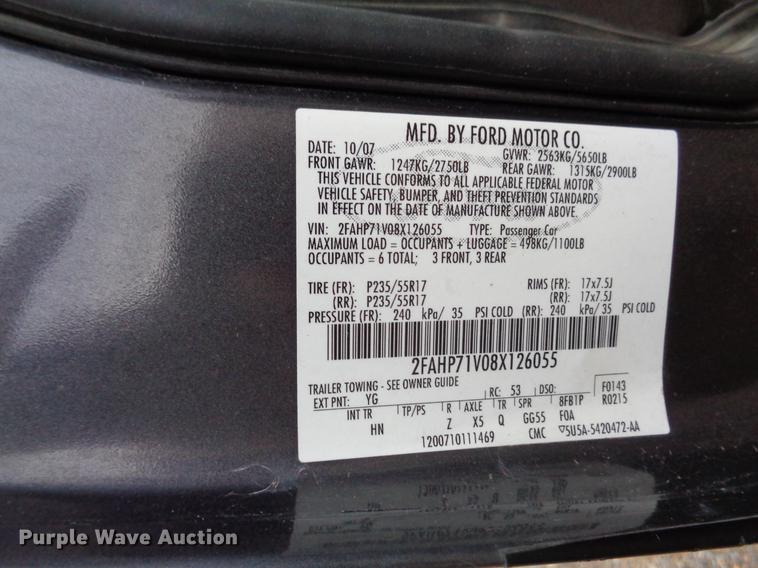 MFD. BY FORD MOTOR CO.
DATE: 10/07 GVWR: 2563KG/5650LB
FRONT GAWR: 1247KG/2750LB REAR GAWR: 1315KG/2900LB
THIS VEHICLE CONFORMS TO ALL APPLICABLE FEDERAL MOTOR
VEHICLE SAFETY, BUMPER, AND THEFT PREVENTION STANDARDS
IN EFFECT ON THE DATE OF MANUFACTURE SHOWN ABOVE.
VIN: 2FAHP71V08X126055 TYPE: Passenger Car
MAXIMUM LOAD = OCCUPANTS + LUGGAGE = 498KG/1100LB
OCCUPANTS = 6 TOTAL; 3 FRONT, 3 REAR
TIRE (FR): P235/55R17 RIMS (FR): 17x7.5J
(RR): P235/55R17 (RR): 17x7.5J
PRESSURE (FR): 240 kPa/ 35 PSI COLD (RR): 240 kPa/ 35 PSI COLD
2FAHP71V08X126055
TRAILER TOWING - SEE OWNER GUIDE
EXT PNT: YG RC: 53 DSO: F0143
INT TR TP/PS R AXLE TR SPR 8FB1P R0215
HN Z X5 Q GG55 F0A
1200710111469 CMC ▽5U5A-5420472-AA
Purple Wave Auction